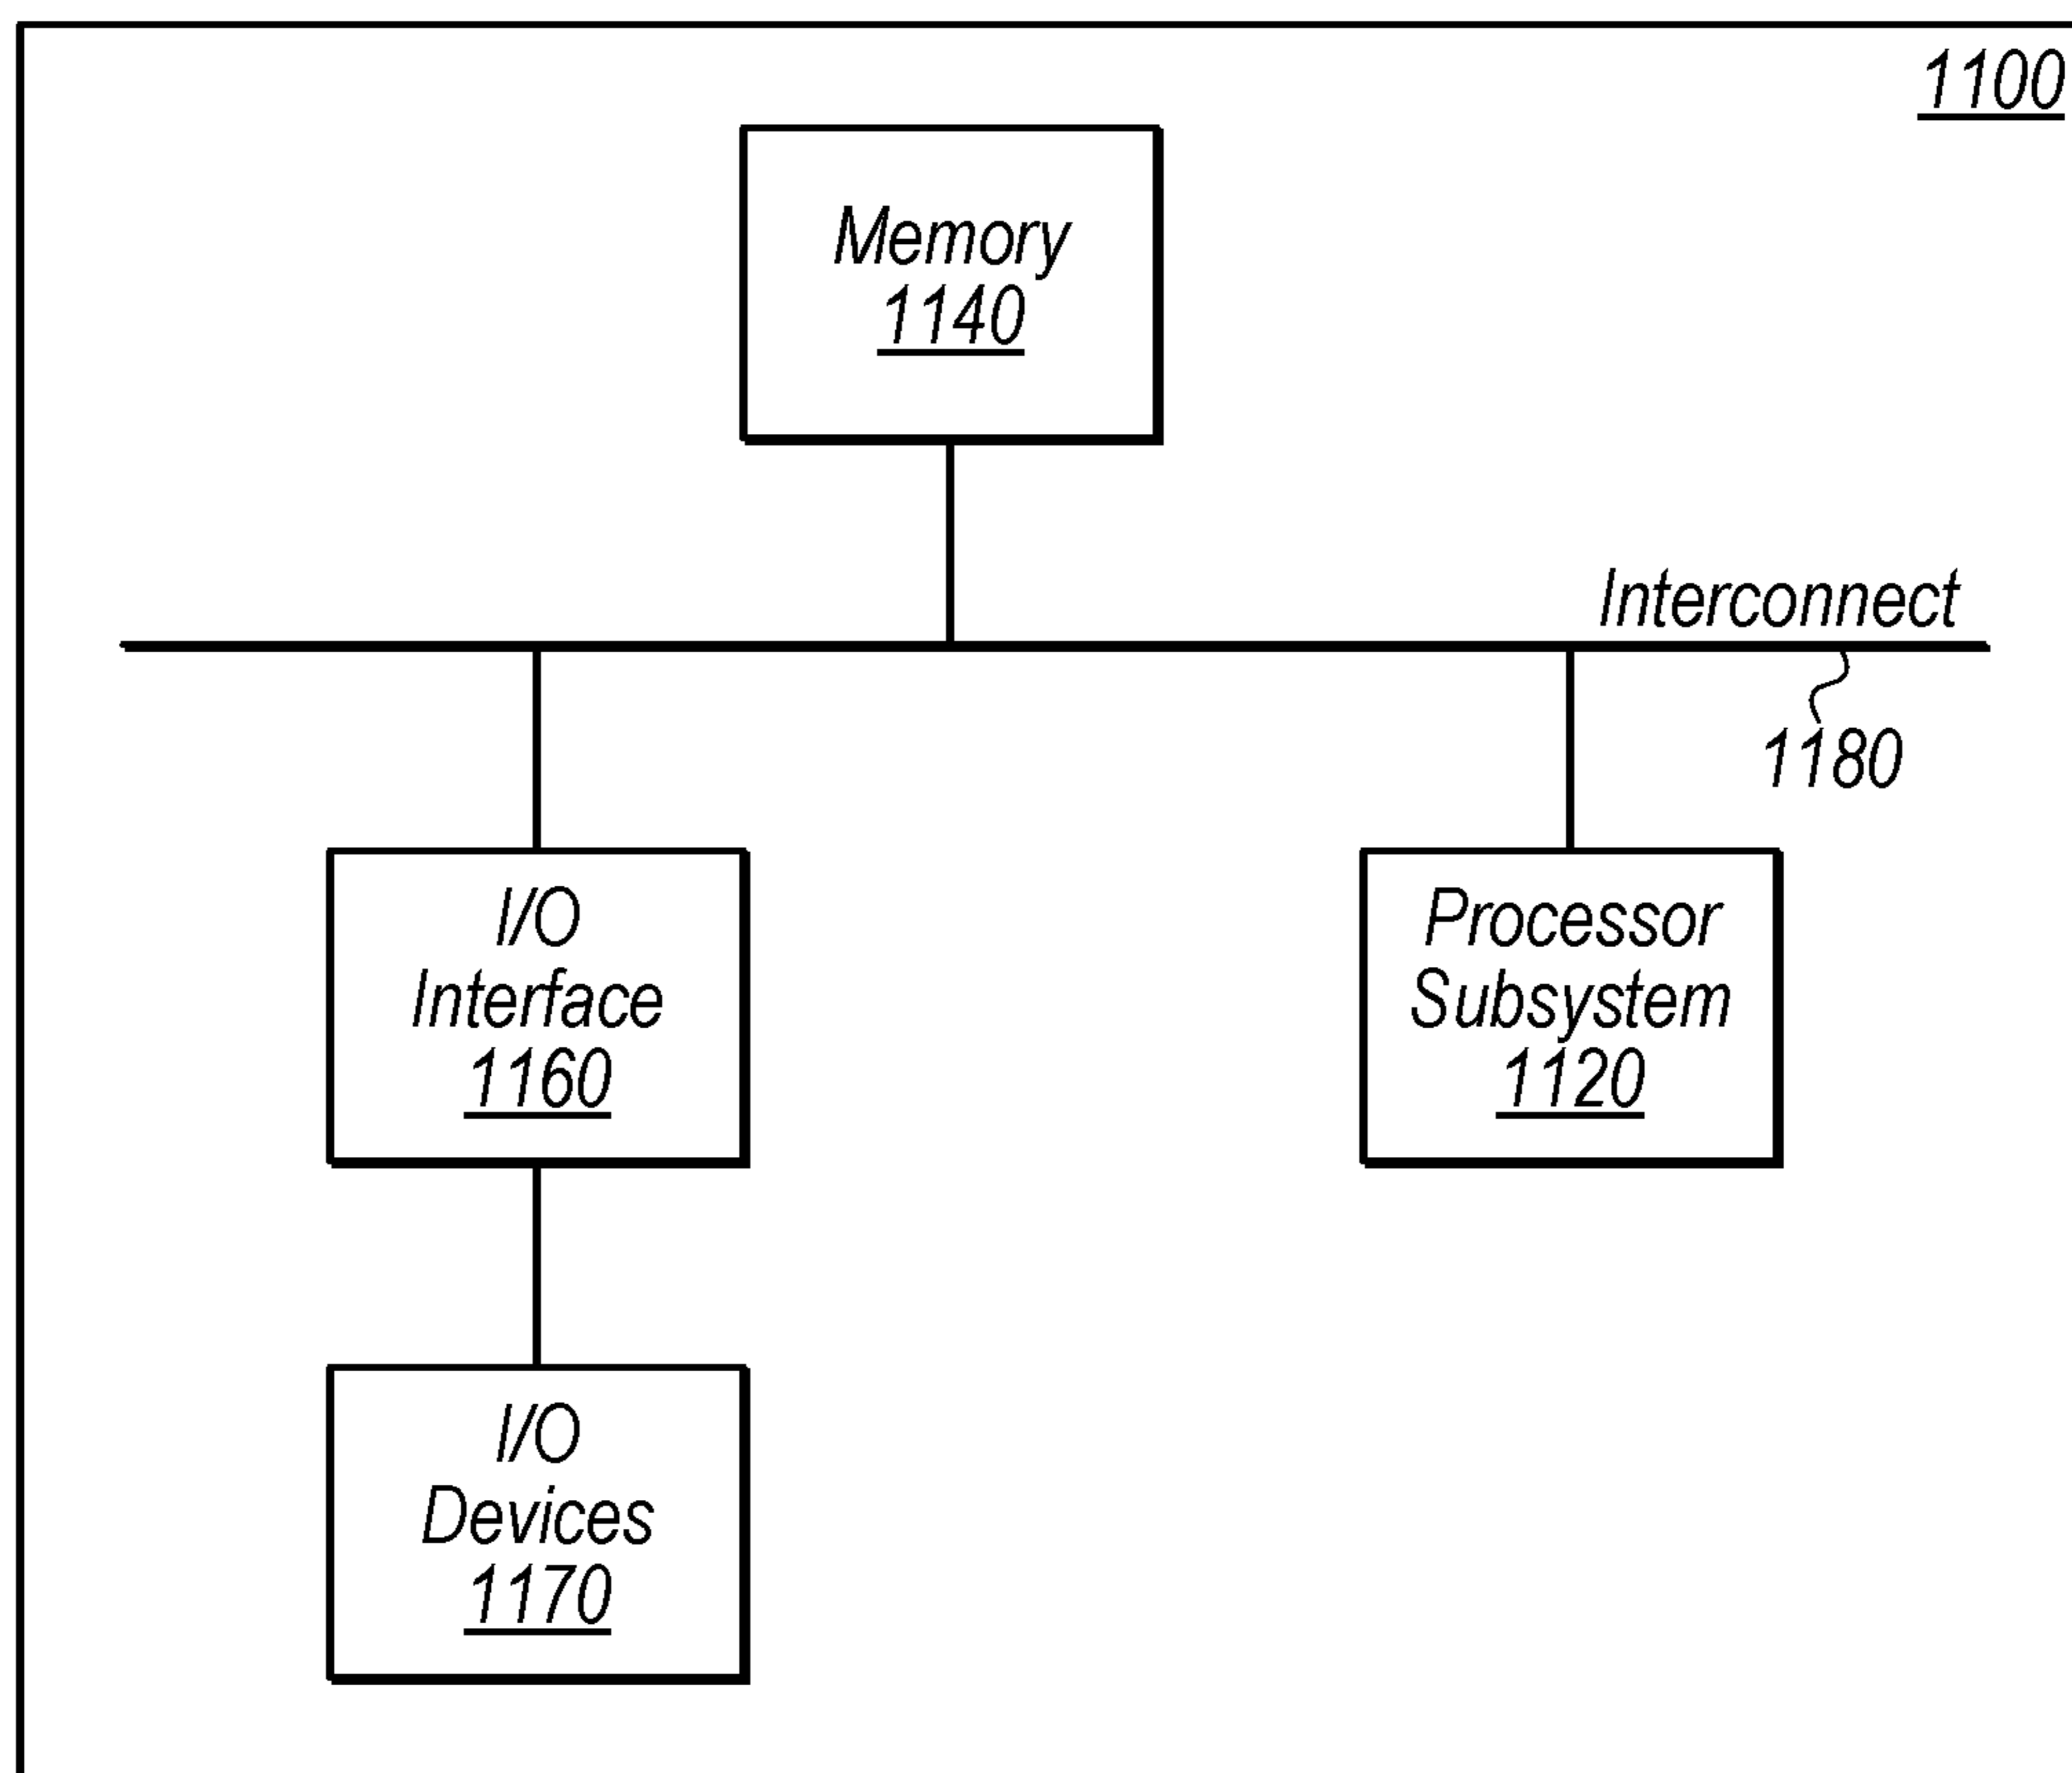 1100
Memory
1140
Interconnect
1180
I/O
Interface
1160
Processor
Subsystem
1120
I/O
Devices
1170